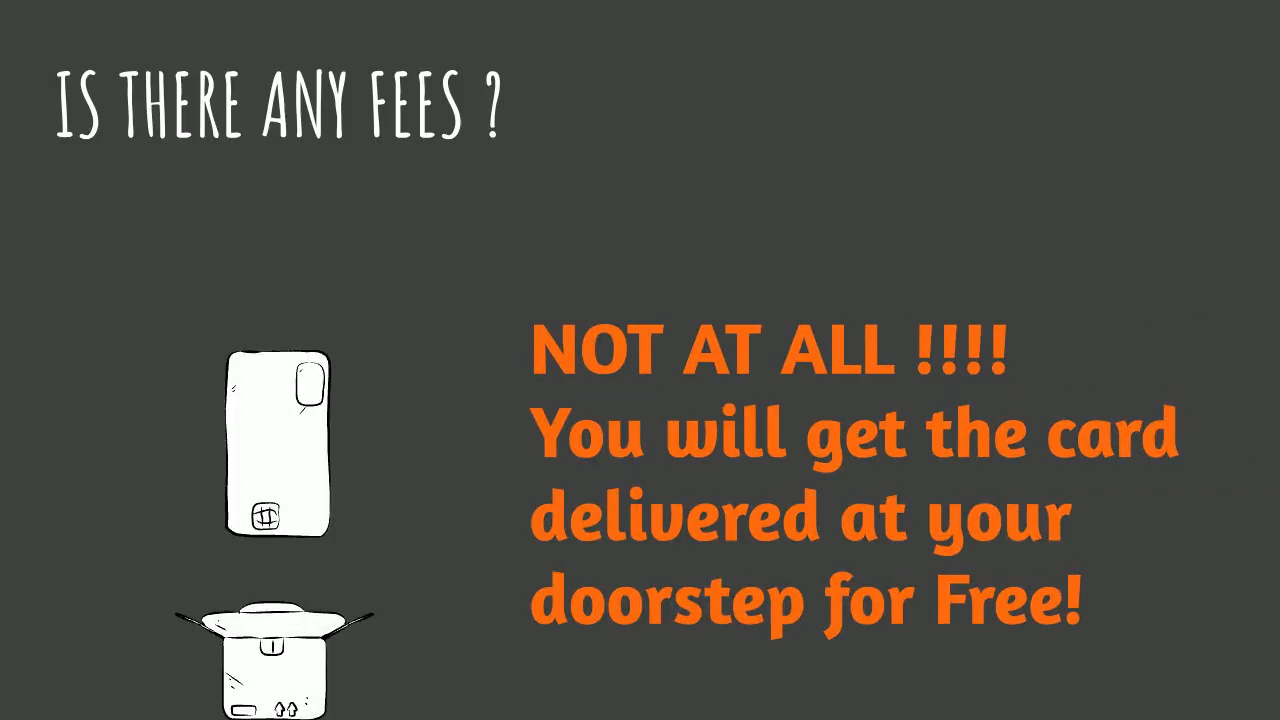 IS THERE ANY FEES ?
NOT AT ALL !!!!
You will get the card
delivered at your
doorstep for Free!